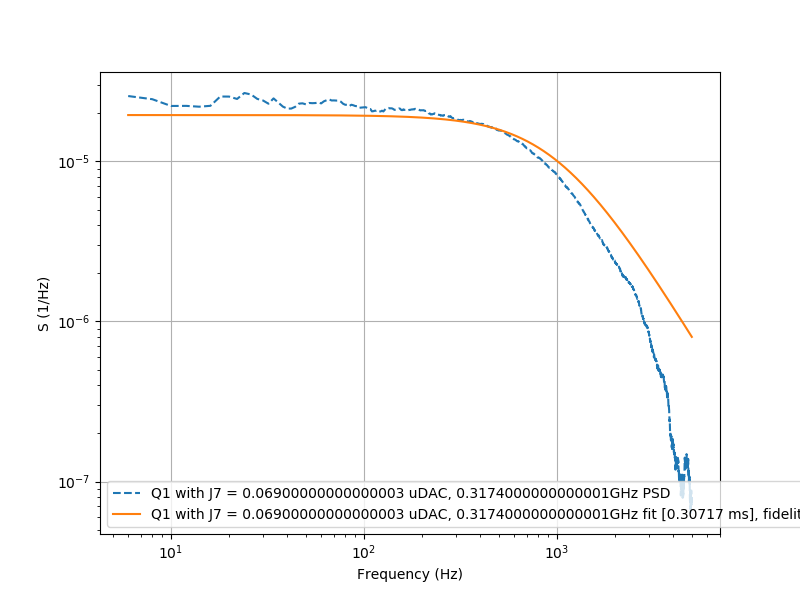 S (1/Hz)
10⁻⁵
10⁻⁶
10⁻⁷
Q1 with J7 = 0.06900000000000003 uDAC, 0.3174000000000001GHz PSD
Q1 with J7 = 0.06900000000000003 uDAC, 0.3174000000000001GHz fit [0.30717 ms], fidelit
10¹ 10² 10³
Frequency (Hz)